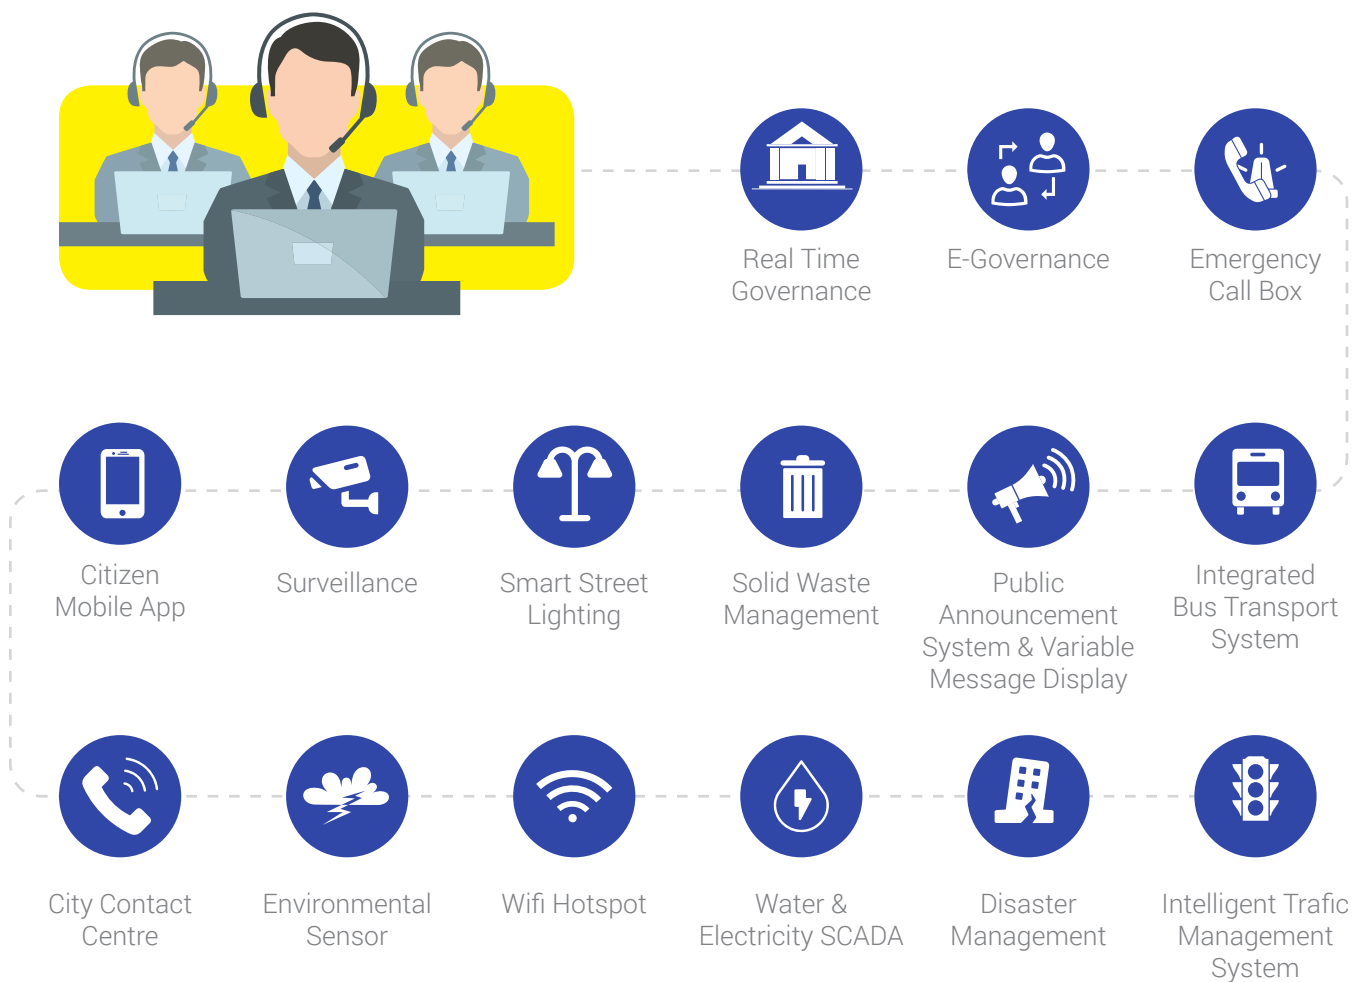 Real Time
Governance
E-Governance
Emergency
Call Box
Citizen
Mobile App
Surveillance
Smart Street
Lighting
Solid Waste
Management
Public
Announcement
System & Variable
Message Display
Integrated
Bus Transport
System
City Contact
Centre
Environmental
Sensor
Wifi Hotspot
Water &
Electricity SCADA
Disaster
Management
Intelligent Trafic
Management
System